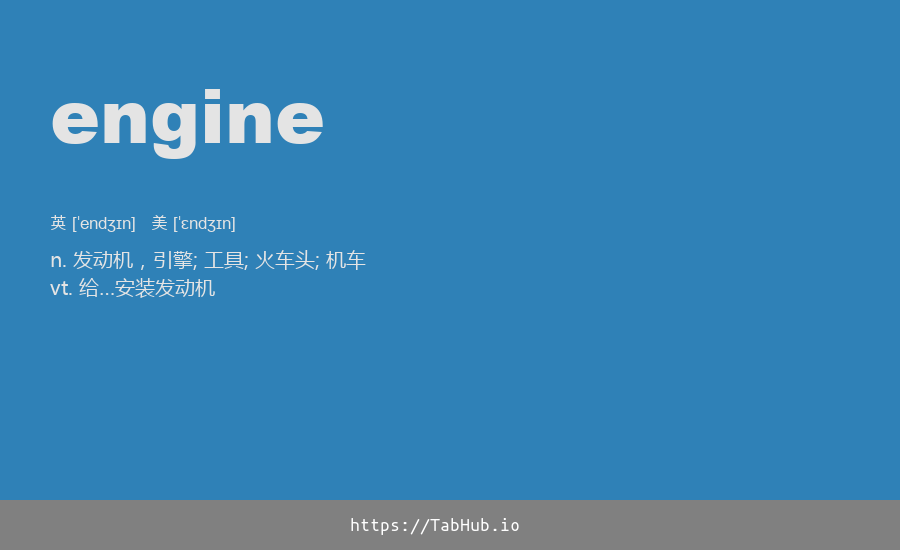 engine
英 [ˈendʒɪn] 美 [ˈɛndʒɪn]
n. 发动机，引擎; 工具; 火车头; 机车
vt. 给…安装发动机
https://TabHub.io